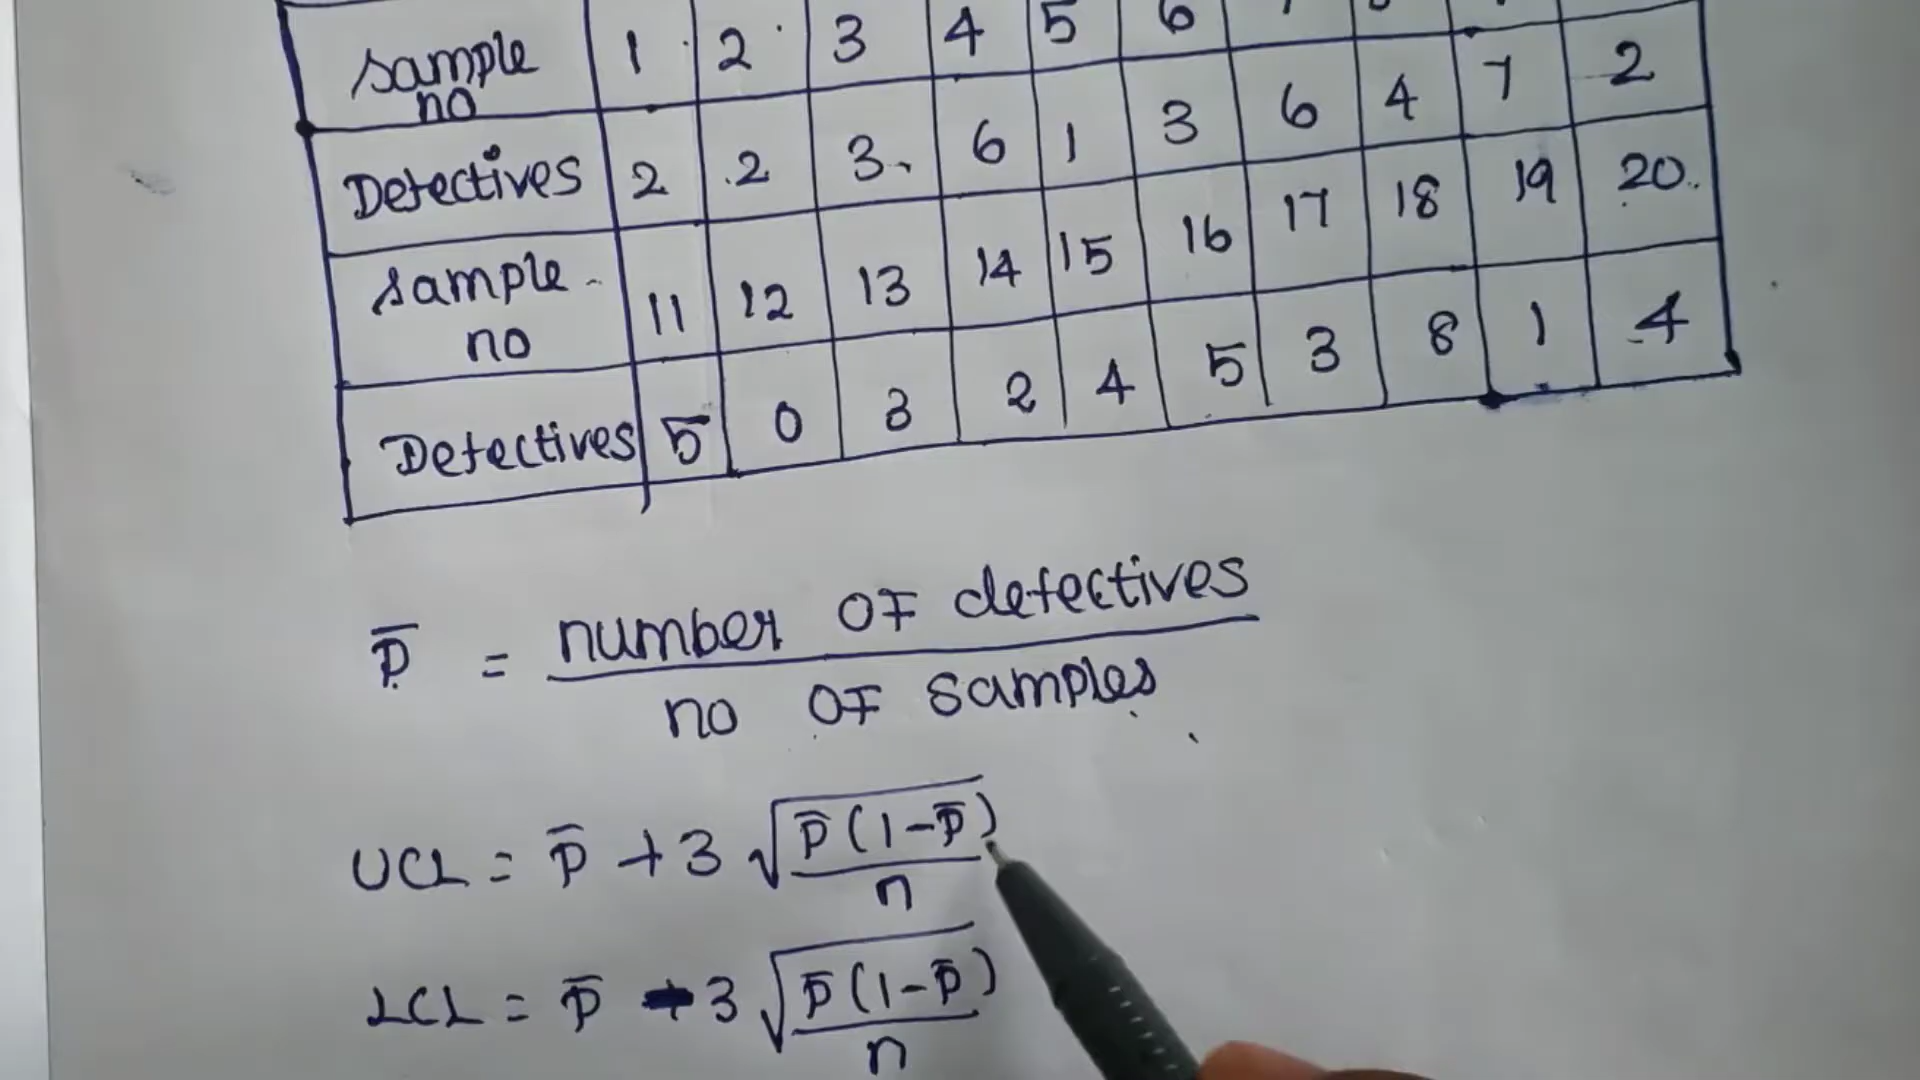 sample no 1 2 3 4 5 6
Defectives 2 2 3 6 1 3 6 4 7 2
sample no 11 12 13 14 15 16 17 18 19 20
Defectives 5 0 3 2 4 5 3 8 1 4
p̄ = number OF defectives / no OF samples
UCL = p̄ + 3 √(p̄(1-p̄)/n)
LCL = p̄ - 3 √(p̄(1-p̄)/n)